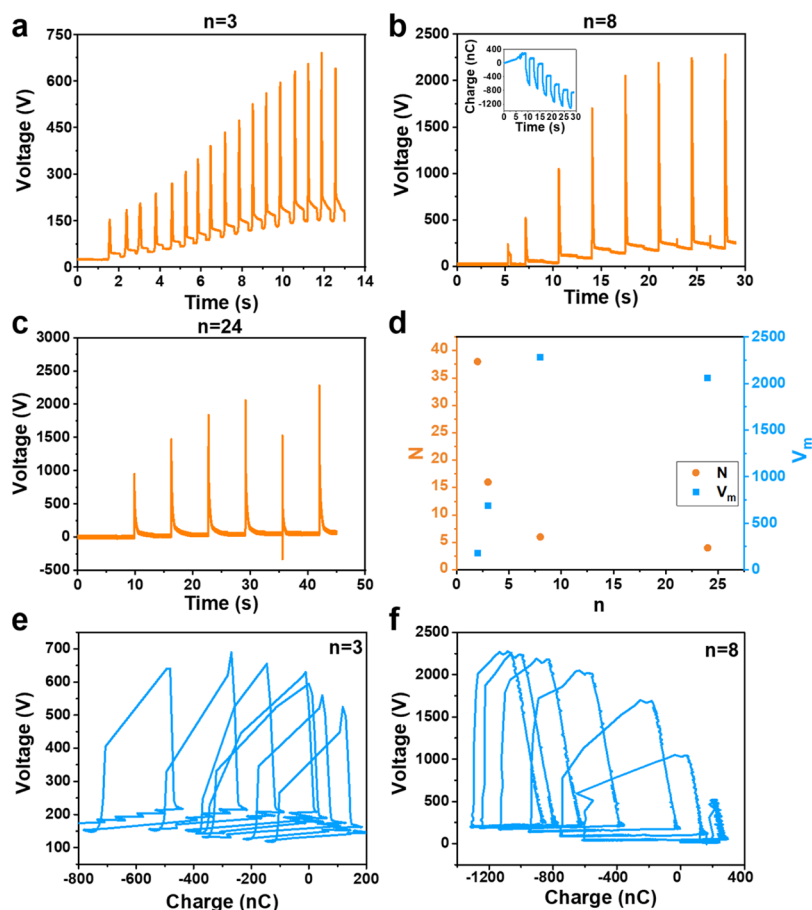 a
n=3
Voltage (V)
750
600
450
300
150
0
0 2 4 6 8 10 12 14
Time (s)
b
n=8
Voltage (V)
2500
2000
1500
1000
500
0
0 5 10 15 20 25 30
Time (s)
Charge (nC)
400
0
-400
-800
-1200
0 5 10 15 20 25 30
Time (s)
c
n=24
Voltage (V)
3000
2500
2000
1500
1000
500
0
-500
0 10 20 30 40 50
Time (s)
d
N
40
35
30
25
20
15
10
5
0
0 5 10 15 20 25
n
2500
2000
1500
1000
500
0
Vm
N
Vm
e
n=3
Voltage (V)
700
600
500
400
300
200
100
-800 -600 -400 -200 0 200
Charge (nC)
f
n=8
Voltage (V)
2500
2000
1500
1000
500
0
-1200 -800 -400 0 400
Charge (nC)